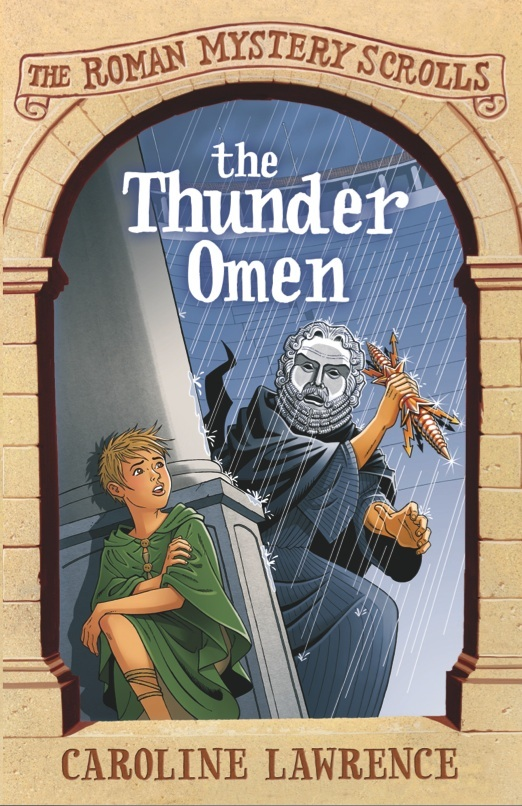 THE ROMAN MYSTERY SCROLLS
the
Thunder
Omen
CAROLINE LAWRENCE